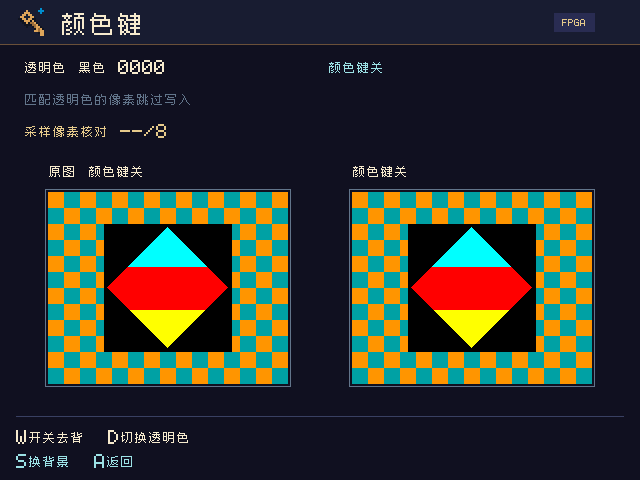 颜色键 FPGA
透明色 黑色 0000 颜色键关
匹配透明色的像素跳过写入
采样像素核对 --/8
原图 颜色键关 颜色键关
W开关去背 D切换透明色
S换背景 A返回